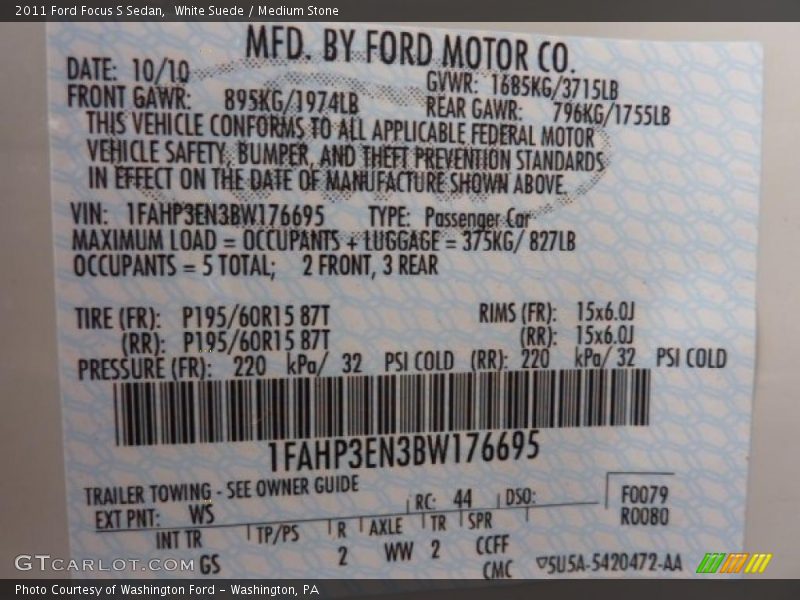 2011 Ford Focus S Sedan, White Suede / Medium Stone
MFD. BY FORD MOTOR CO.
DATE: 10/10 GVWR: 1685KG/3715LB
FRONT GAWR: 895KG/1974LB REAR GAWR: 796KG/1755LB
THIS VEHICLE CONFORMS TO ALL APPLICABLE FEDERAL MOTOR
VEHICLE SAFETY, BUMPER, AND THEFT PREVENTION STANDARDS
IN EFFECT ON THE DATE OF MANUFACTURE SHOWN ABOVE.
VIN: 1FAHP3EN3BW176695 TYPE: Passenger Car
MAXIMUM LOAD = OCCUPANTS + LUGGAGE = 375KG/ 827LB
OCCUPANTS = 5 TOTAL; 2 FRONT, 3 REAR
TIRE (FR): P195/60R15 87T RIMS (FR): 15x6.0J
(RR): P195/60R15 87T (RR): 15x6.0J
PRESSURE (FR): 220 kPa/ 32 PSI COLD (RR): 220 kPa/ 32 PSI COLD
1FAHP3EN3BW176695
TRAILER TOWING - SEE OWNER GUIDE
EXT PNT: WS RC: 44 DSO: F0079
R0080
INT TR TP/PS R AXLE TR SPR
GS 2 WW 2 CCFF
CMC 5U5A-5420472-AA
GTCARLOT.COM
Photo Courtesy of Washington Ford - Washington, PA